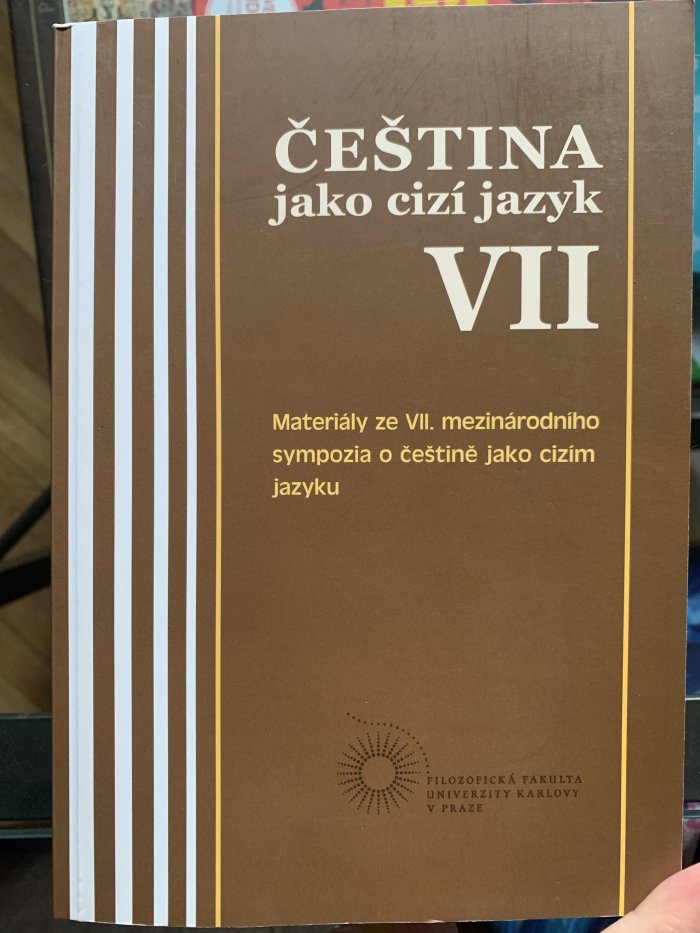 ČEŠTINA
jako cizí jazyk
VII
Materiály ze VII. mezinárodního
sympozia o češtině jako cizím
jazyku
FILOZOFICKÁ FAKULTA
UNIVERZITY KARLOVY
V PRAZE